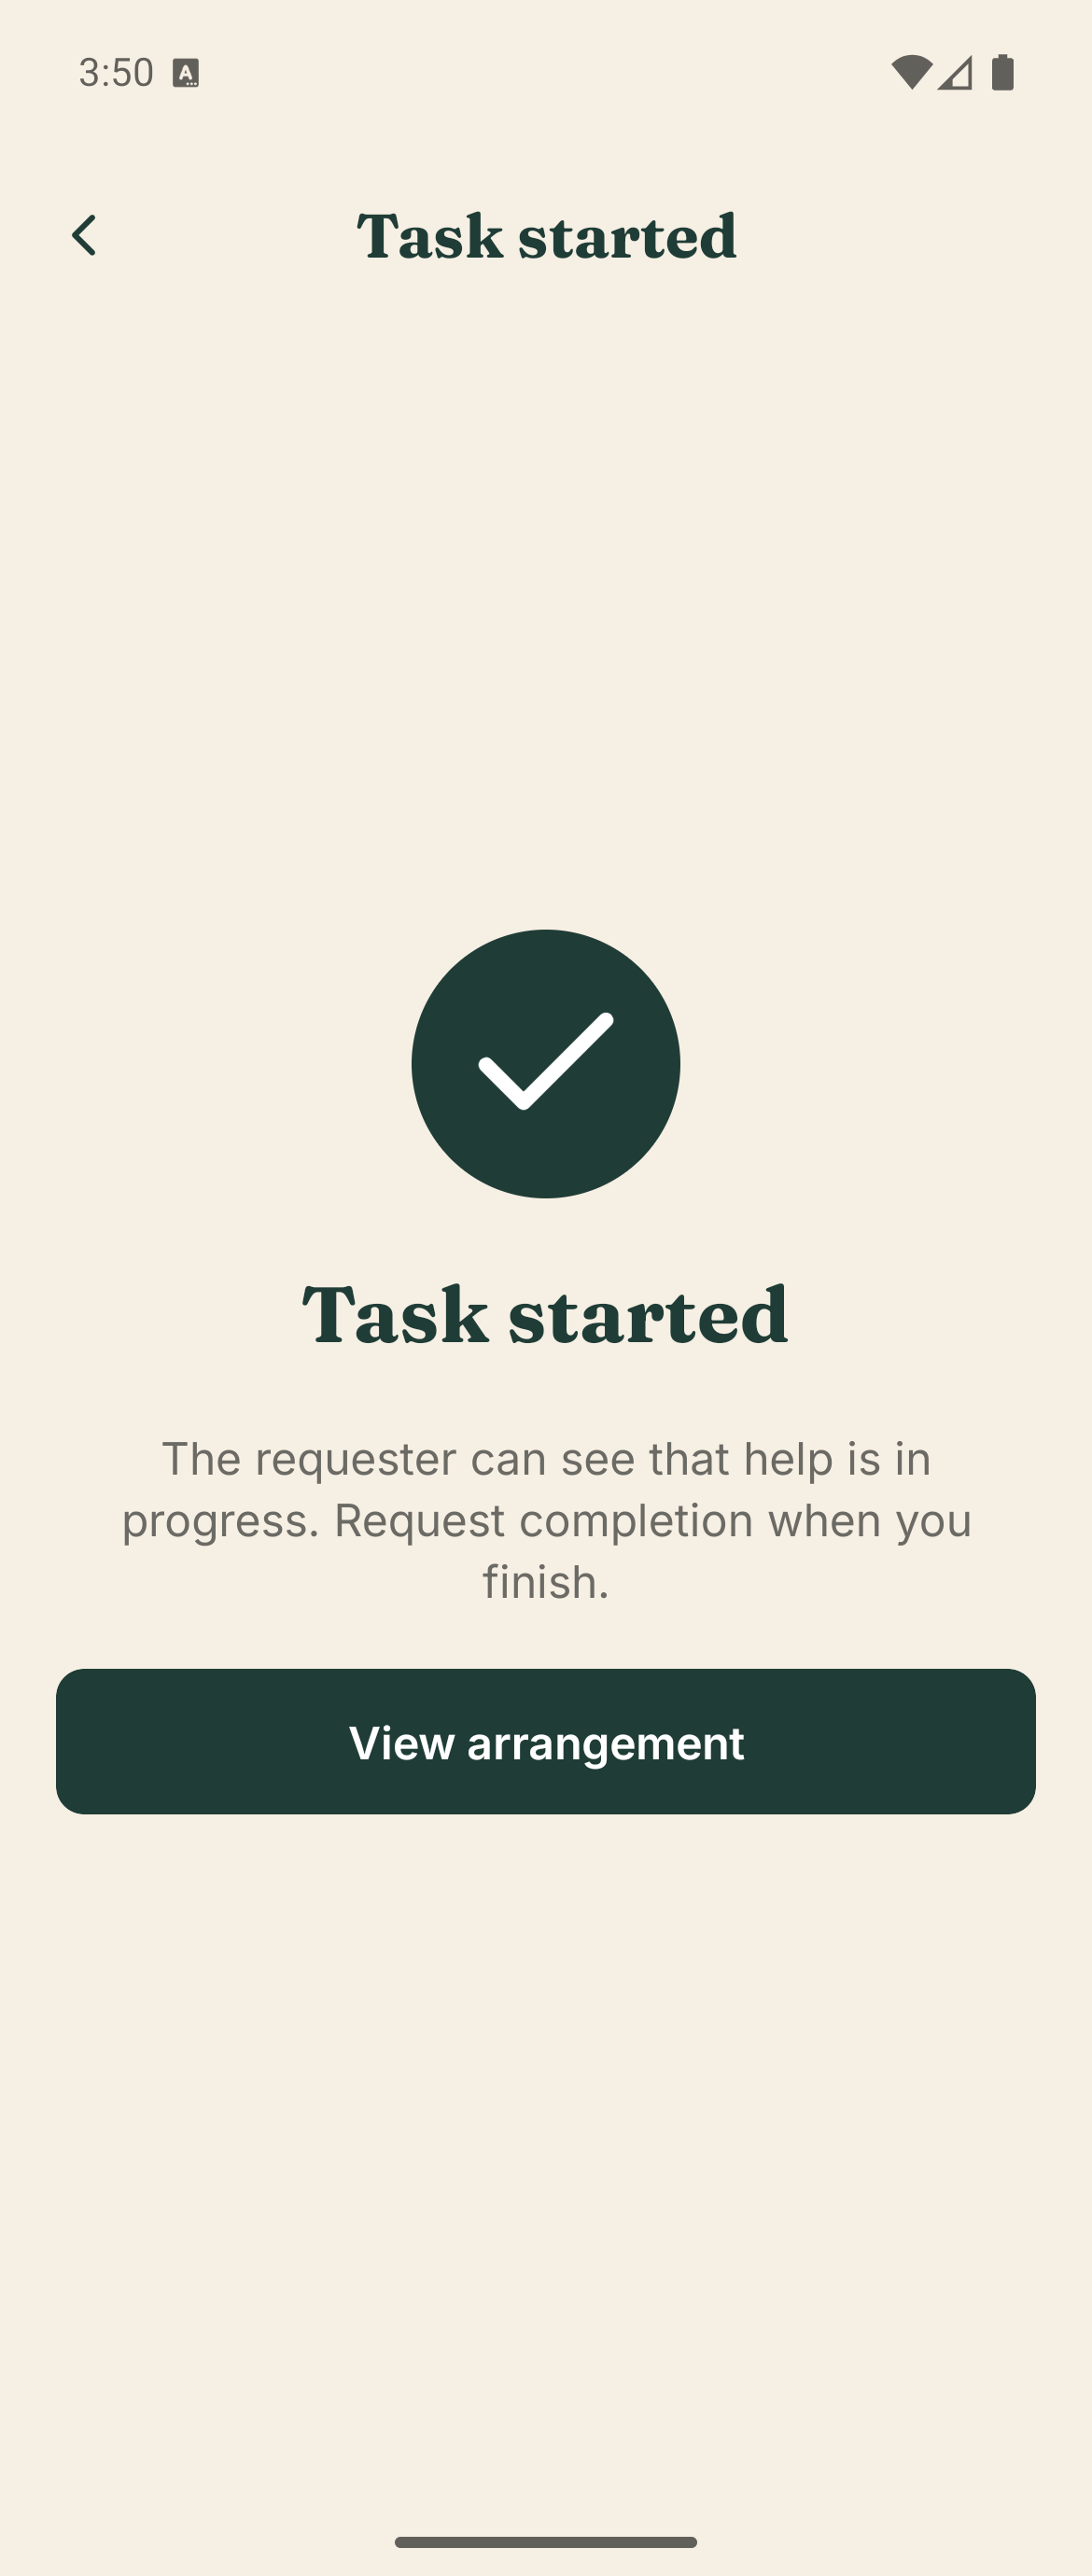 3:50
Task started
Task started
The requester can see that help is in
progress. Request completion when you
finish.
View arrangement